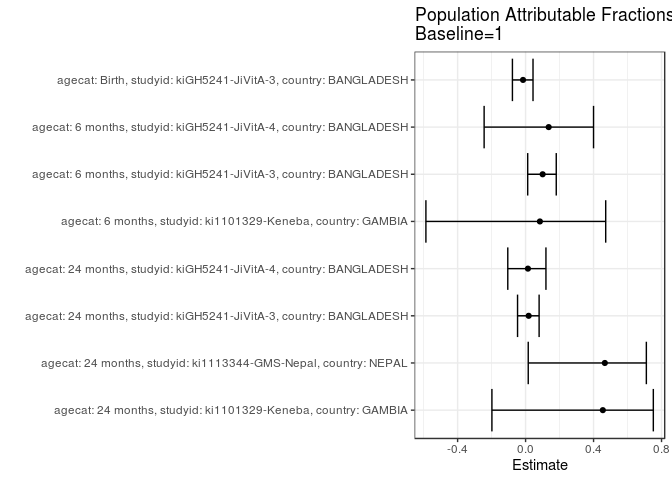 Population Attributable Fractions
Baseline=1
agecat: Birth, studyid: kiGH5241-JiVitA-3, country: BANGLADESH
agecat: 6 months, studyid: kiGH5241-JiVitA-4, country: BANGLADESH
agecat: 6 months, studyid: kiGH5241-JiVitA-3, country: BANGLADESH
agecat: 6 months, studyid: ki1101329-Keneba, country: GAMBIA
agecat: 24 months, studyid: kiGH5241-JiVitA-4, country: BANGLADESH
agecat: 24 months, studyid: kiGH5241-JiVitA-3, country: BANGLADESH
agecat: 24 months, studyid: ki1113344-GMS-Nepal, country: NEPAL
agecat: 24 months, studyid: ki1101329-Keneba, country: GAMBIA
-0.4 0.0 0.4 0.8
Estimate